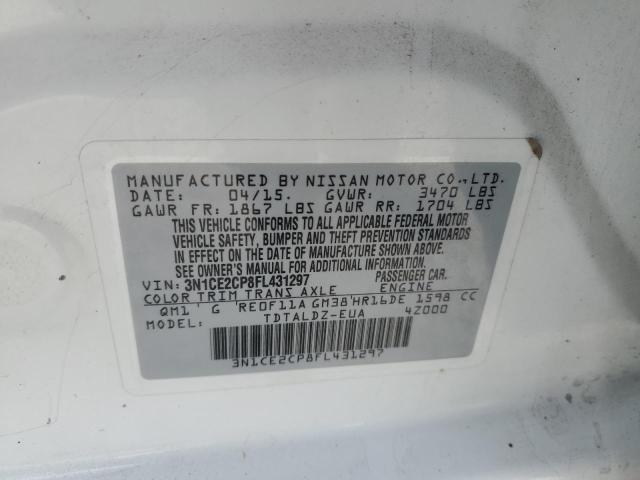 MANUFACTURED BY NISSAN MOTOR CO.,LTD.
DATE: 04/15. GVWR: 3470 LBS
GAWR FR: 1867 LBS GAWR RR: 1704 LBS
THIS VEHICLE CONFORMS TO ALL APPLICABLE FEDERAL MOTOR
VEHICLE SAFETY, BUMPER AND THEFT PREVENTION STANDARDS
IN EFFECT ON THE DATE OF MANUFACTURE SHOWN ABOVE.
SEE OWNERS MANUAL FOR ADDITIONAL INFORMATION.
VIN: 3N1CE2CP8FL431297 PASSENGER CAR.
COLOR TRIM TRANS AXLE ENGINE
QM1 G RE0F11A GM38 HR16DE 1598 CC
MODEL: TDTALDZ-EUA 4Z000
3N1CE2CP8FL431297